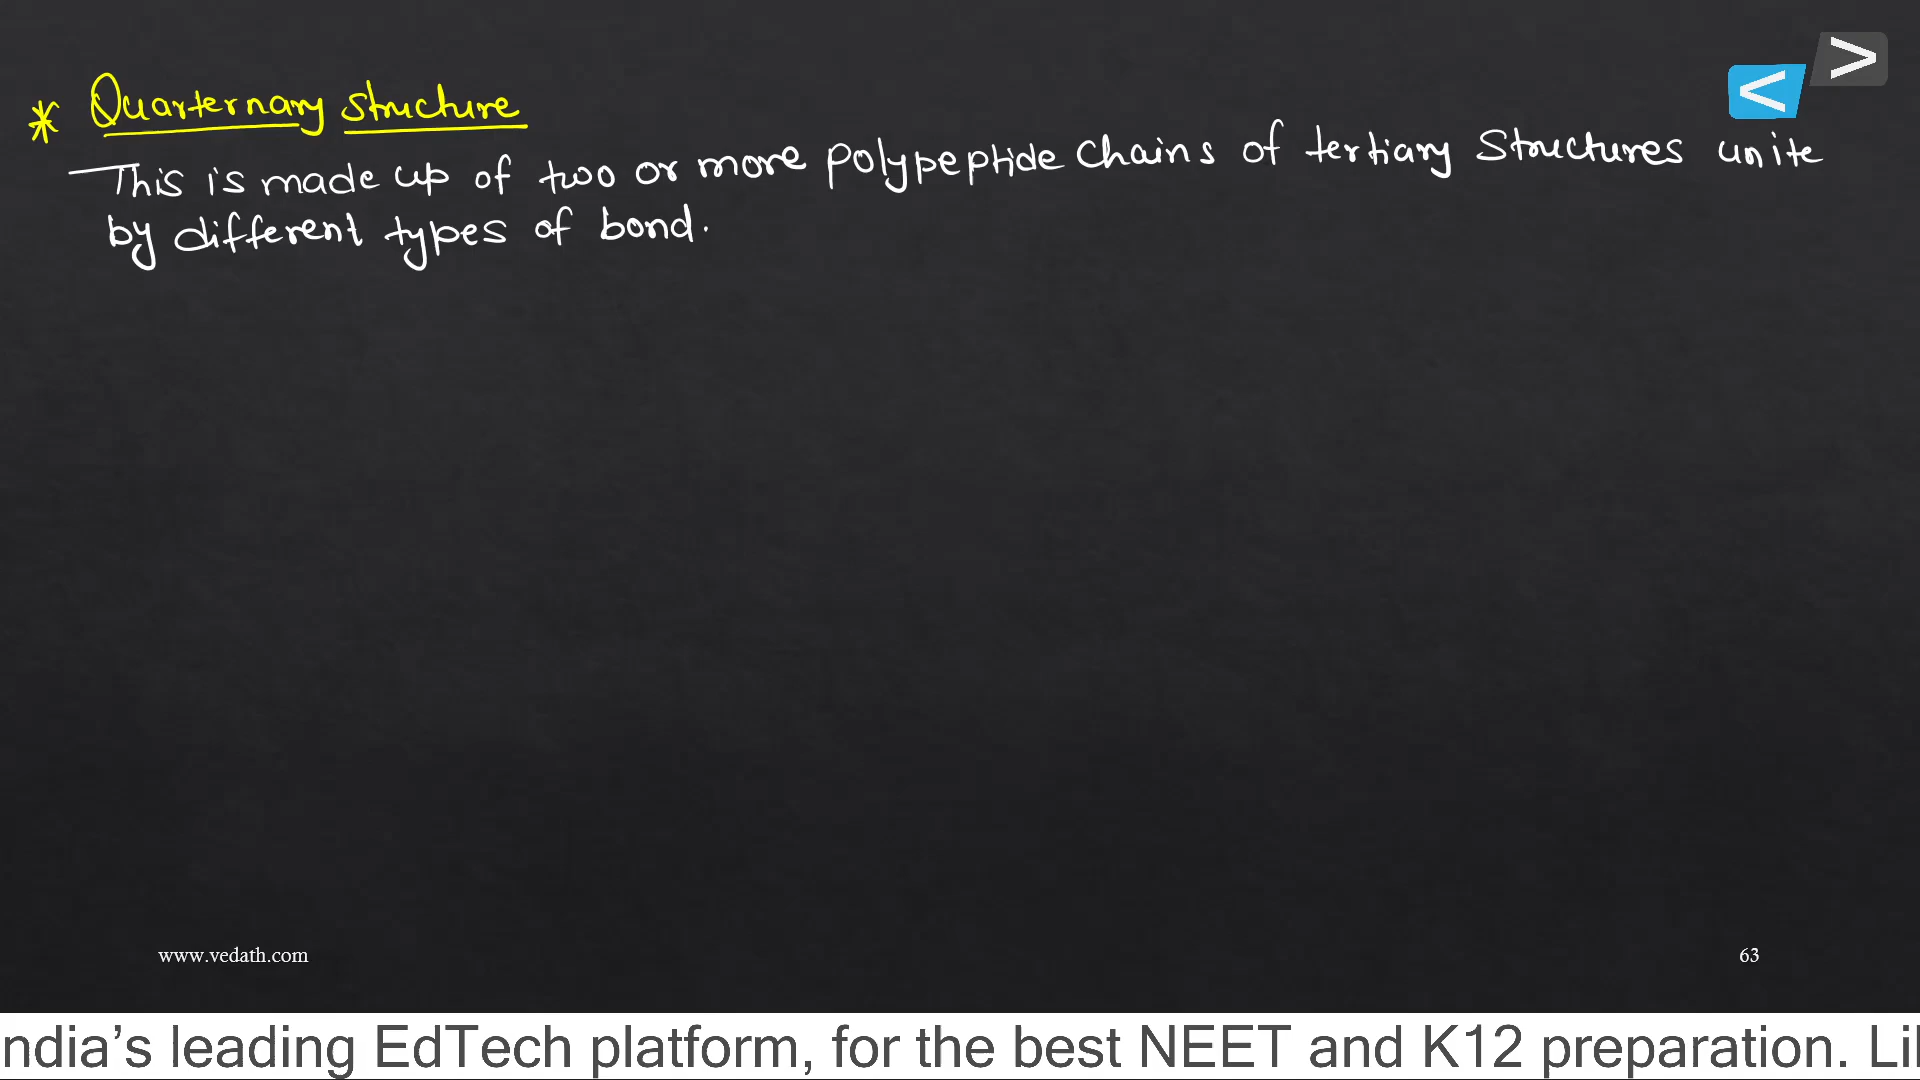 * Quarternary structure
This is made up of two or more polypeptide chains of tertiary structures unite
by different types of bond.
www.vedath.com
63
ndia’s leading EdTech platform, for the best NEET and K12 preparation. Lil